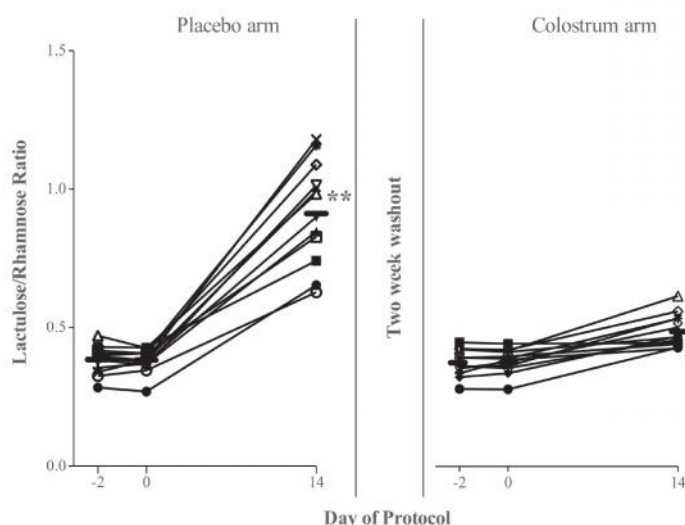 Placebo arm
Colostrum arm
1.5
1.0
0.5
0.0
Lactulose/Rhamnose Ratio
**
Two week washout
-2 0 14
-2 0 14
Day of Protocol